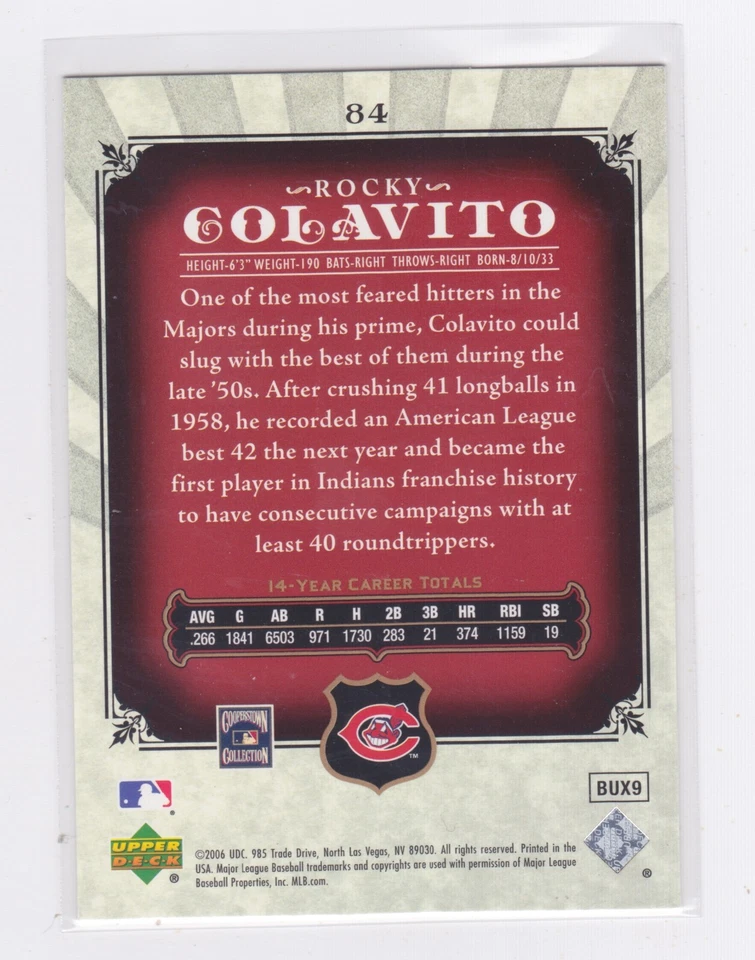 84
ROCKY
COLAVITO
HEIGHT-6'3" WEIGHT-190 BATS-RIGHT THROWS-RIGHT BORN-8/10/33
One of the most feared hitters in the
Majors during his prime, Colavito could
slug with the best of them during the
late '50s. After crushing 41 longballs in
1958, he recorded an American League
best 42 the next year and became the
first player in Indians franchise history
to have consecutive campaigns with at
least 40 roundtrippers.
14-YEAR CAREER TOTALS
AVG G AB R H 2B 3B HR RBI SB
.266 1841 6503 971 1730 283 21 374 1159 19
COOPERSTOWN
COLLECTION
C
TM
BUX9
®
UPPER
D·E·C·K
®
©2006 UDC. 985 Trade Drive, North Las Vegas, NV 89030. All rights reserved. Printed in the
USA. Major League Baseball trademarks and copyrights are used with permission of Major League
Baseball Properties, Inc. MLB.com.
®